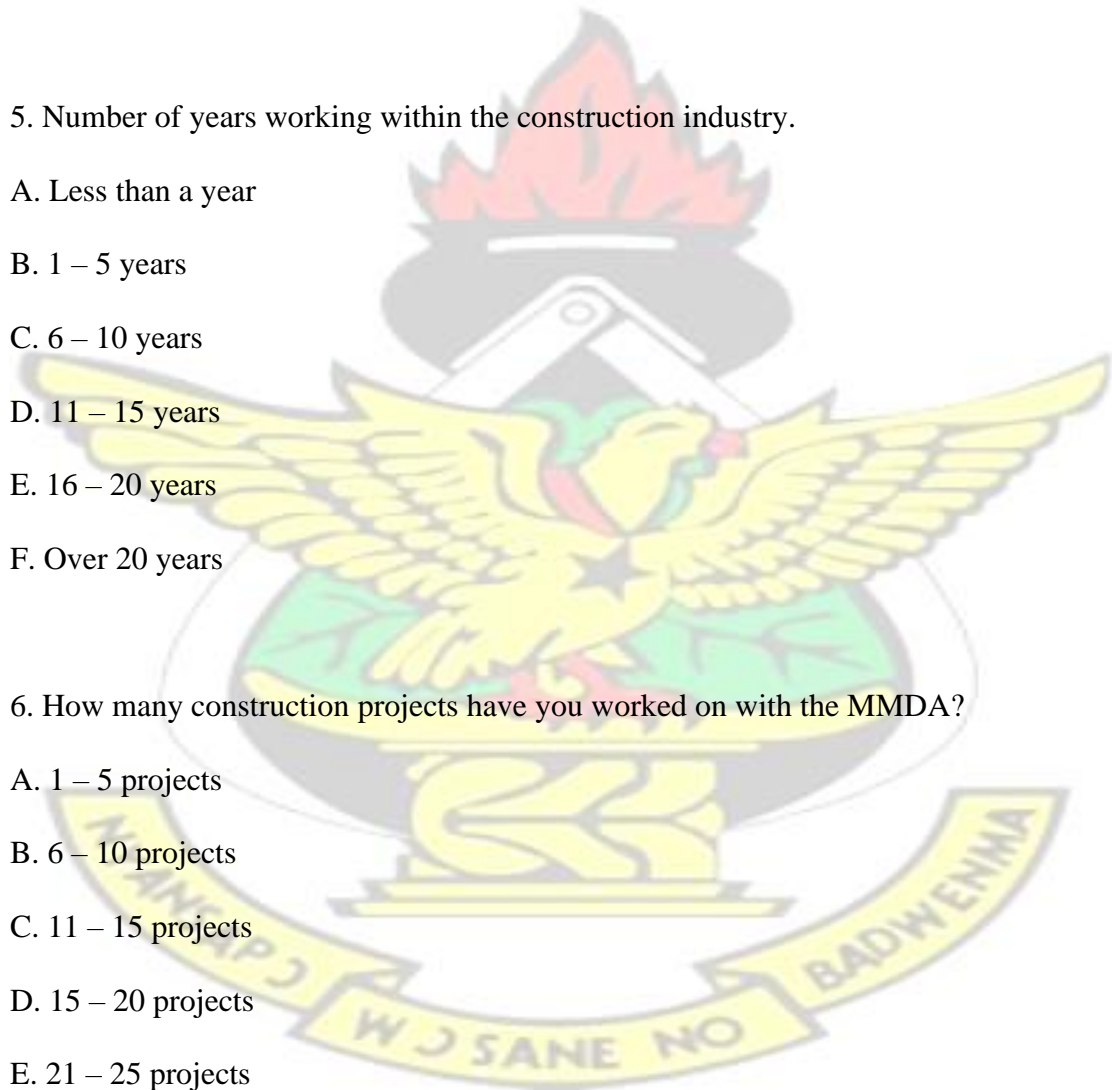 5. Number of years working within the construction industry.
A. Less than a year
B. 1 – 5 years
C. 6 – 10 years
D. 11 – 15 years
E. 16 – 20 years
F. Over 20 years
6. How many construction projects have you worked on with the MMDA?
A. 1 – 5 projects
B. 6 – 10 projects
C. 11 – 15 projects
D. 15 – 20 projects
E. 21 – 25 projects
NYANSAPƆ WƆSANE NO BADWENMA